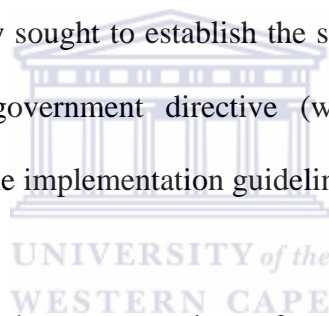 sought to establish the s
government directive (w
e implementation guidelin
UNIVERSITY of the
WESTERN CAPE